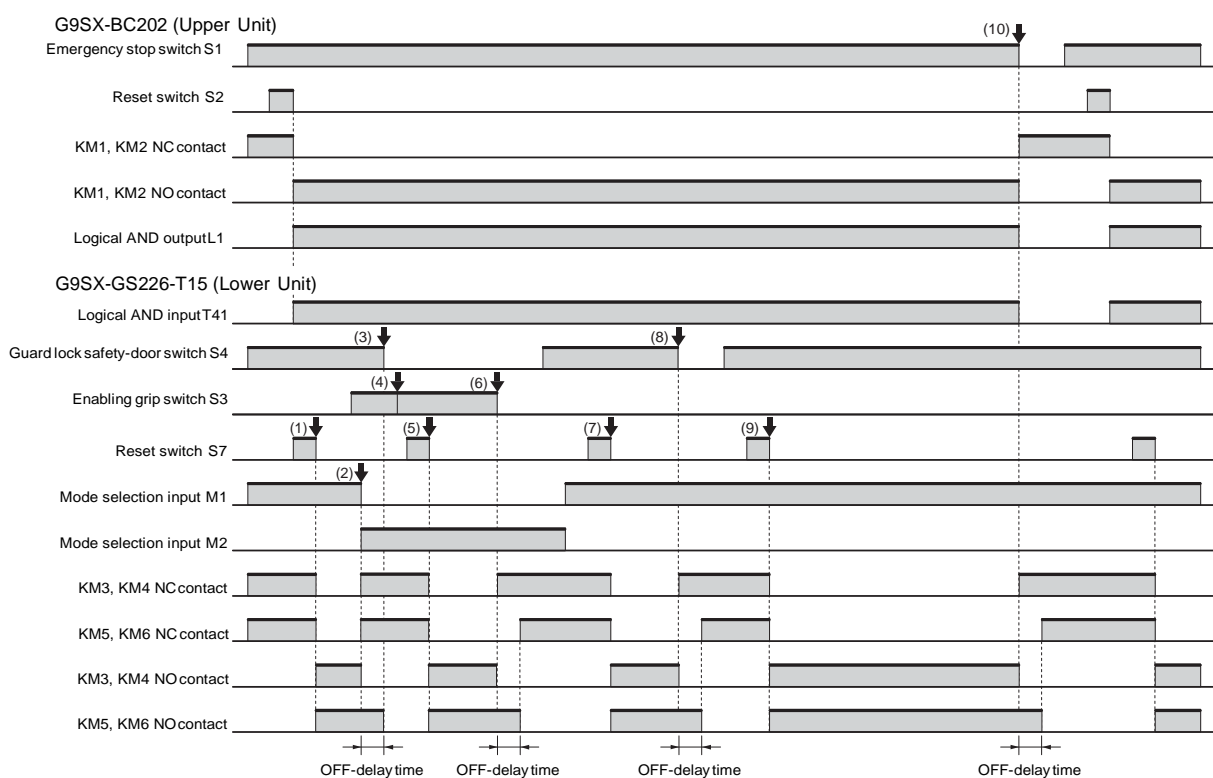 G9SX-BC202 (Upper Unit)
(10)
Emergency stop switch S1
Reset switch S2
KM1, KM2 NC contact
KM1, KM2 NO contact
Logical AND output L1
G9SX-GS226-T15 (Lower Unit)
Logical AND input T41
(3) (8)
Guard lock safety-door switch S4
(4) (6)
Enabling grip switch S3
(1) (5) (7) (9)
Reset switch S7
(2)
Mode selection input M1
Mode selection input M2
KM3, KM4 NC contact
KM5, KM6 NC contact
KM3, KM4 NO contact
KM5, KM6 NO contact
OFF-delay time OFF-delay time OFF-delay time OFF-delay time